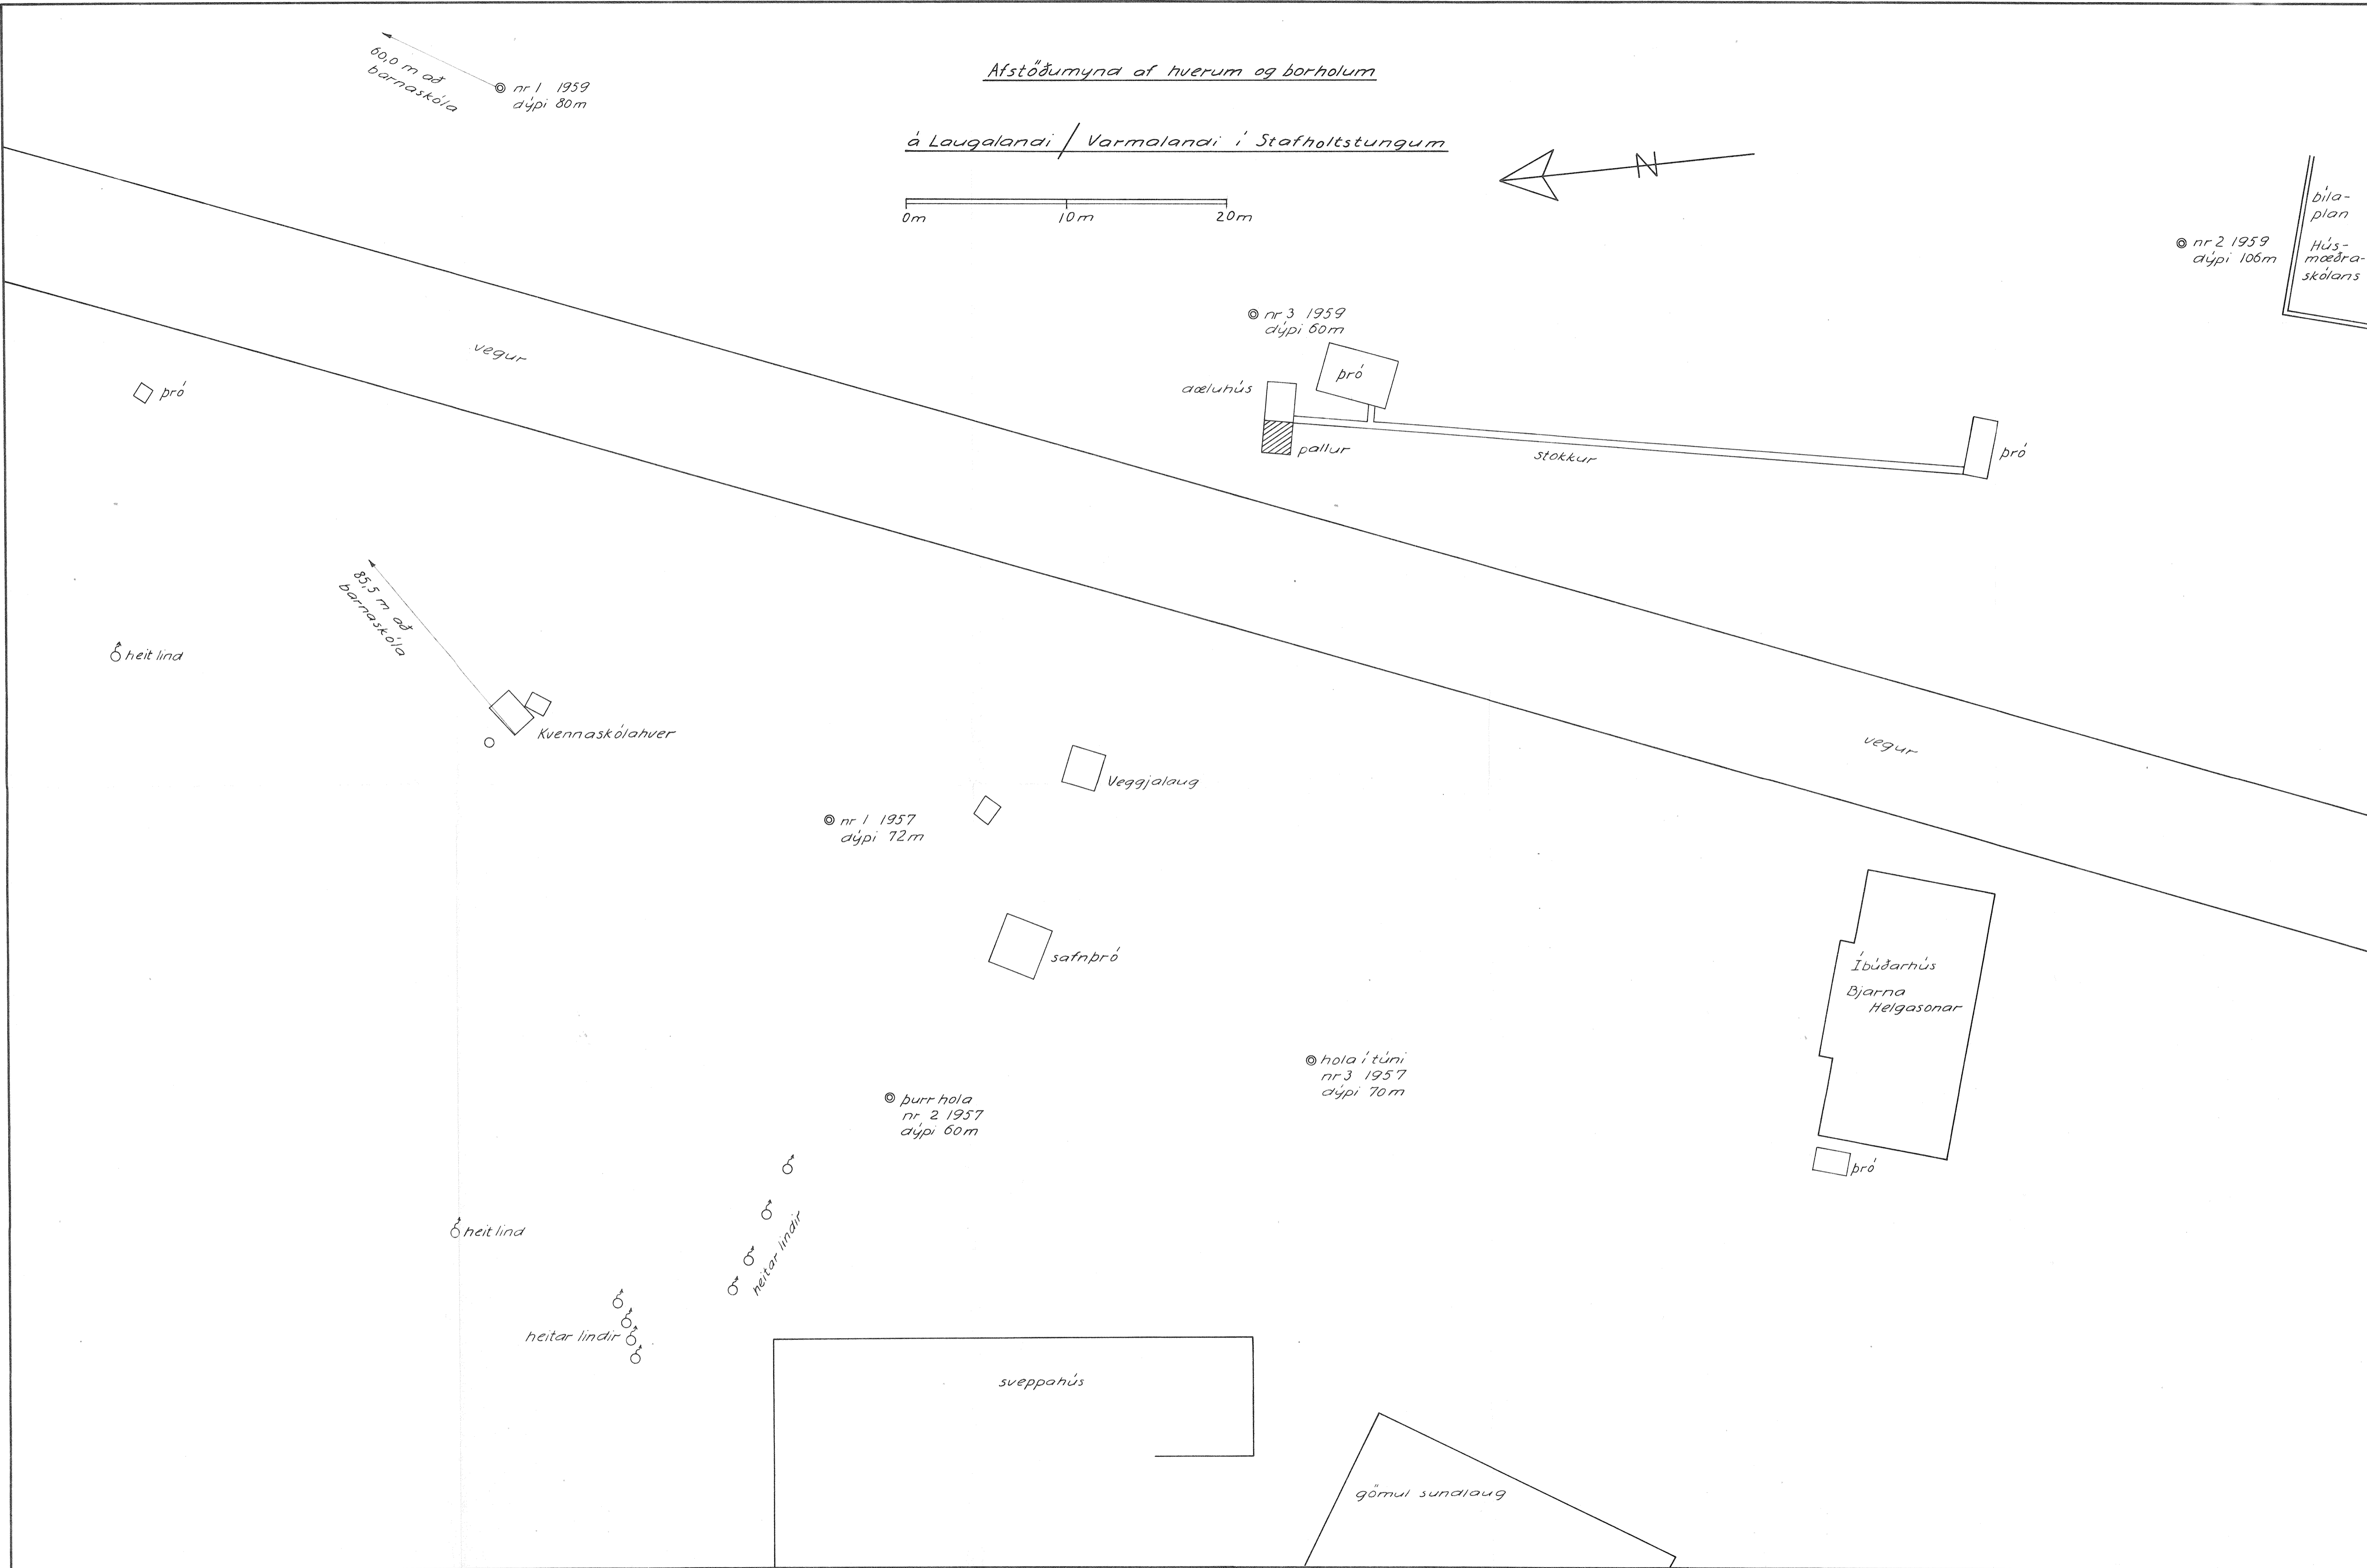 Afstöðumynd af hverum og borholum
á Laugalandi / Varmalandi í Stafholtstungum
0m 10m 20m
N
60,0 m að
barnaskóla
nr 1 1959
dýpi 80m
bíla-
plan
Hús-
mæðra-
skólans
nr 2 1959
dýpi 106m
nr 3 1959
dýpi 60m
vegur
þró
dæluhús
þró
pallur
stokkur
þró
85,5 m að
barnaskóla
heit lind
Kvennaskólahver
Veggjalaug
vegur
nr 1 1957
dýpi 72m
safnþró
Íbúðarhús
Bjarna
Helgasonar
hola í túni
nr 3 1957
dýpi 70m
þurr hola
nr 2 1957
dýpi 60m
þró
heit lind
heitar lindir
heitar lindir
sveppahús
gömul sundlaug